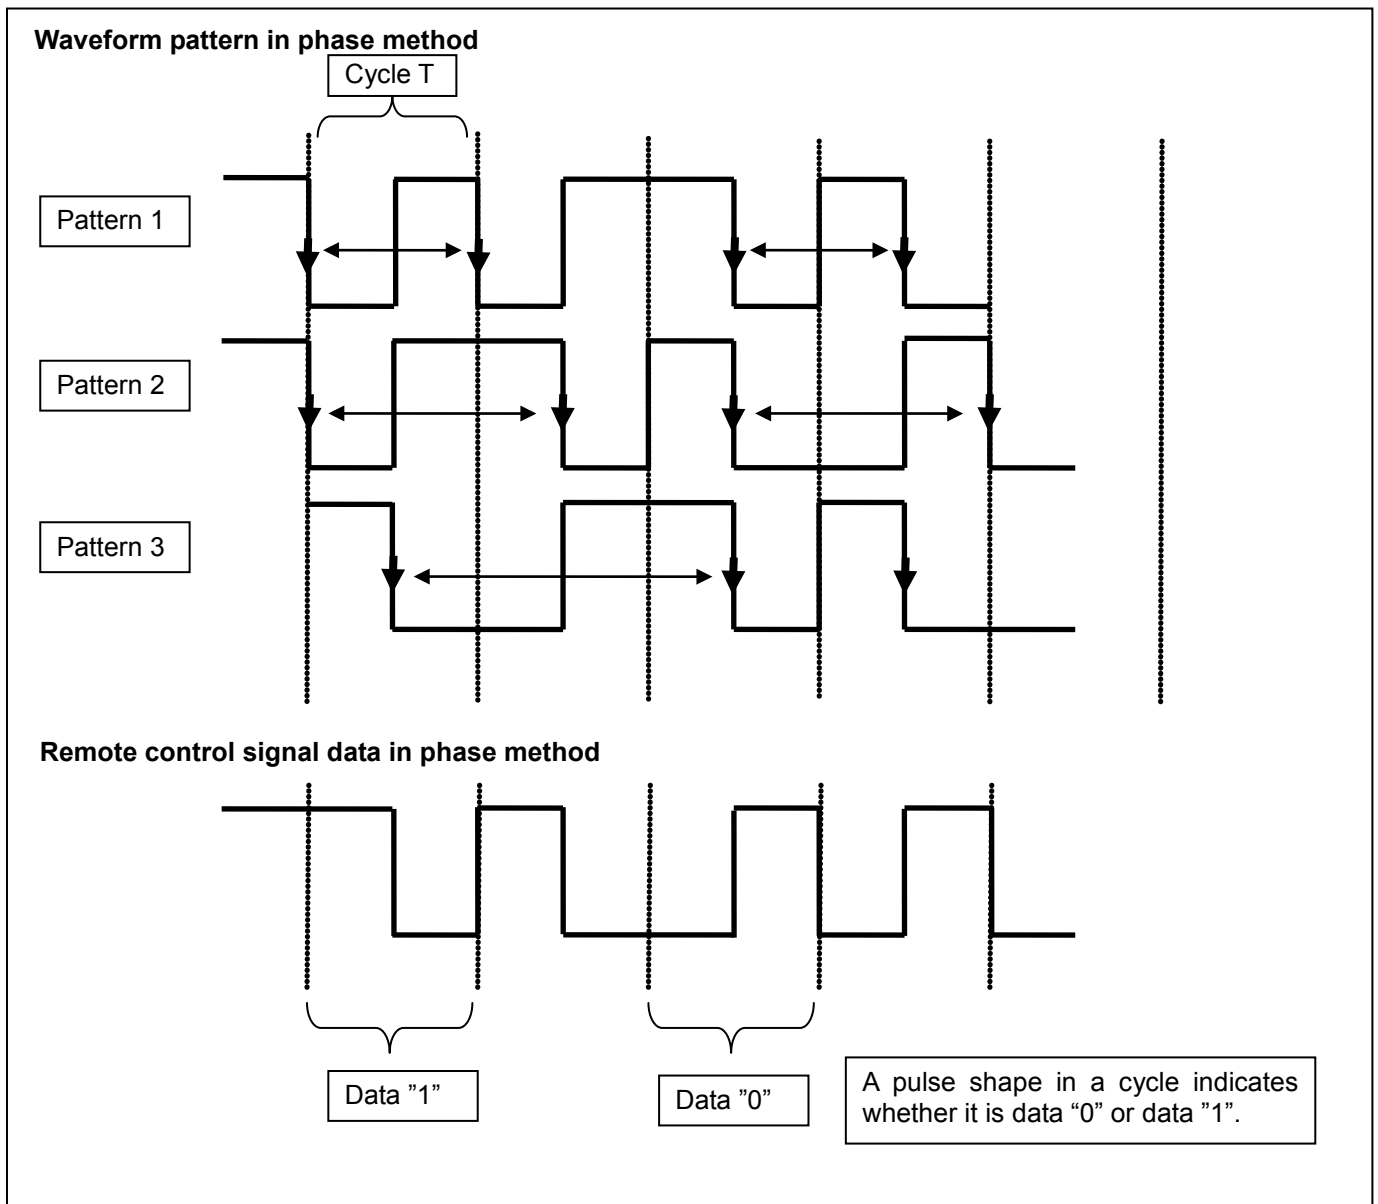 Waveform pattern in phase method
Cycle T
Pattern 1
Pattern 2
Pattern 3
Remote control signal data in phase method
Data ”1”
Data ”0”
A pulse shape in a cycle indicates
whether it is data “0” or data ”1”.